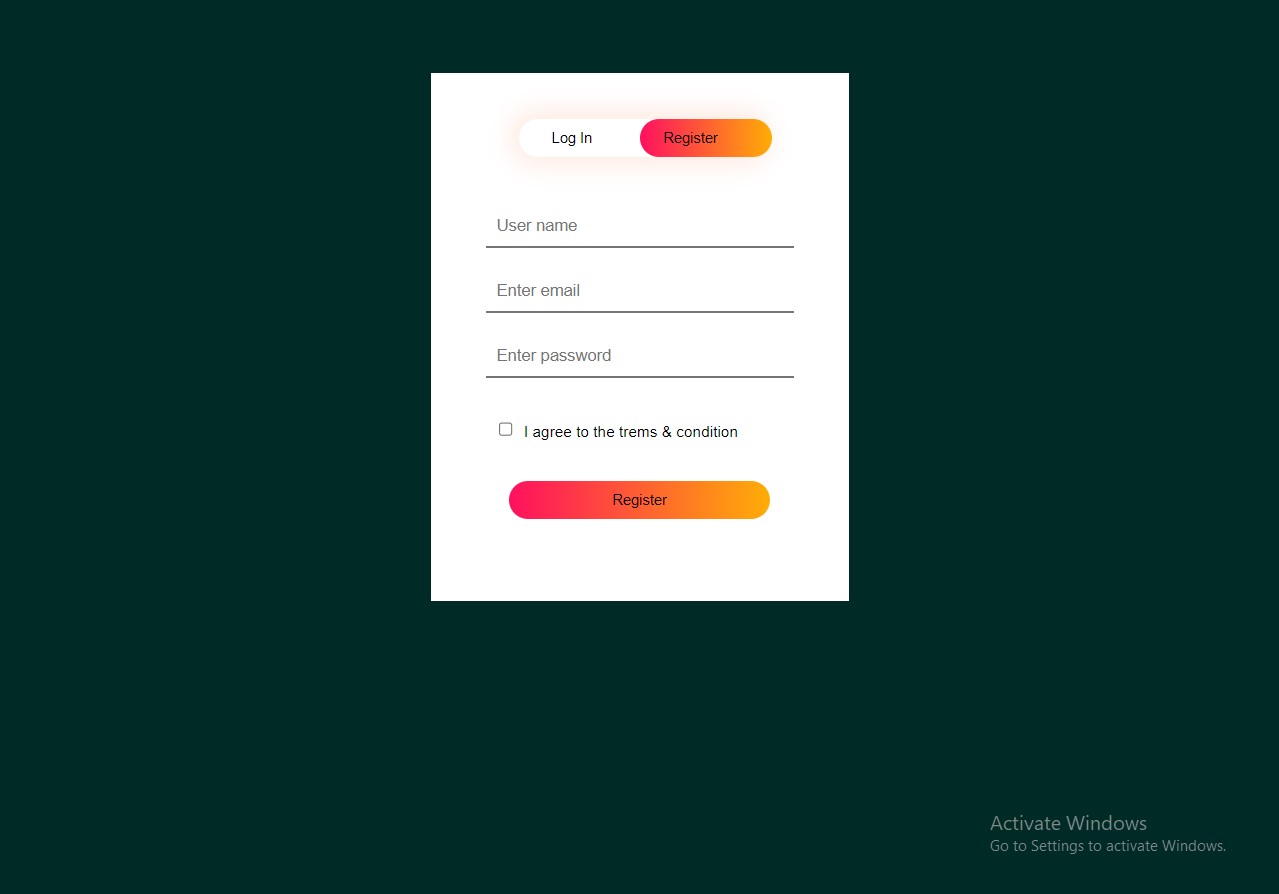 Log In Register
User name
Enter email
Enter password
I agree to the trems & condition
Register
Activate Windows
Go to Settings to activate Windows.